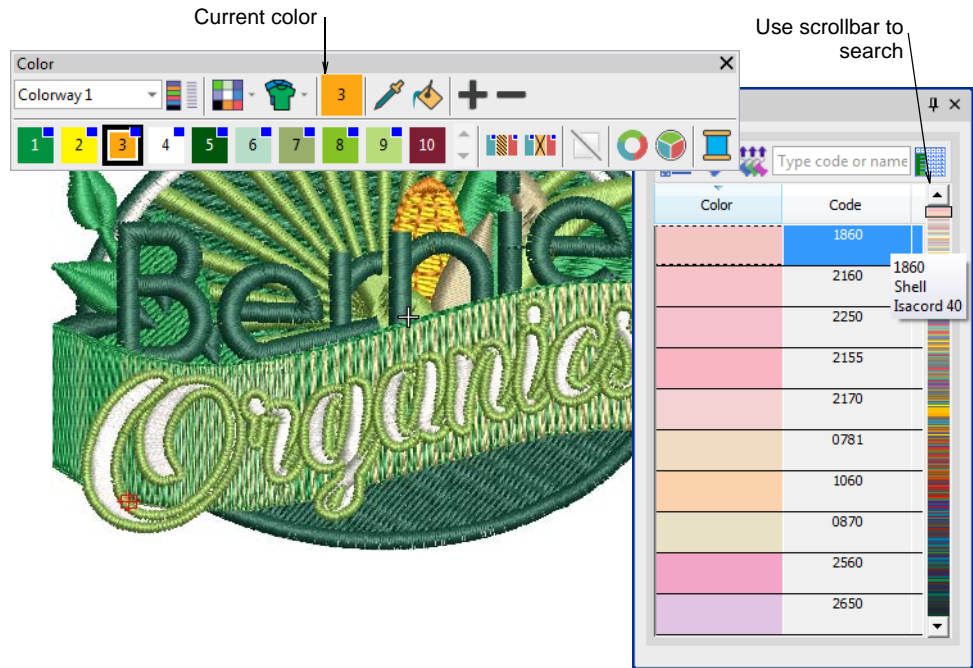 Current color
Use scrollbar to
search
Color
Colorway 1
3
1 2 3 4 5 6 7 8 9 10
Type code or name
Color Code
1860
2160
2250
2155
2170
0781
1060
0870
2560
2650
1860
Shell
Isacord 40
Bernie
Organics